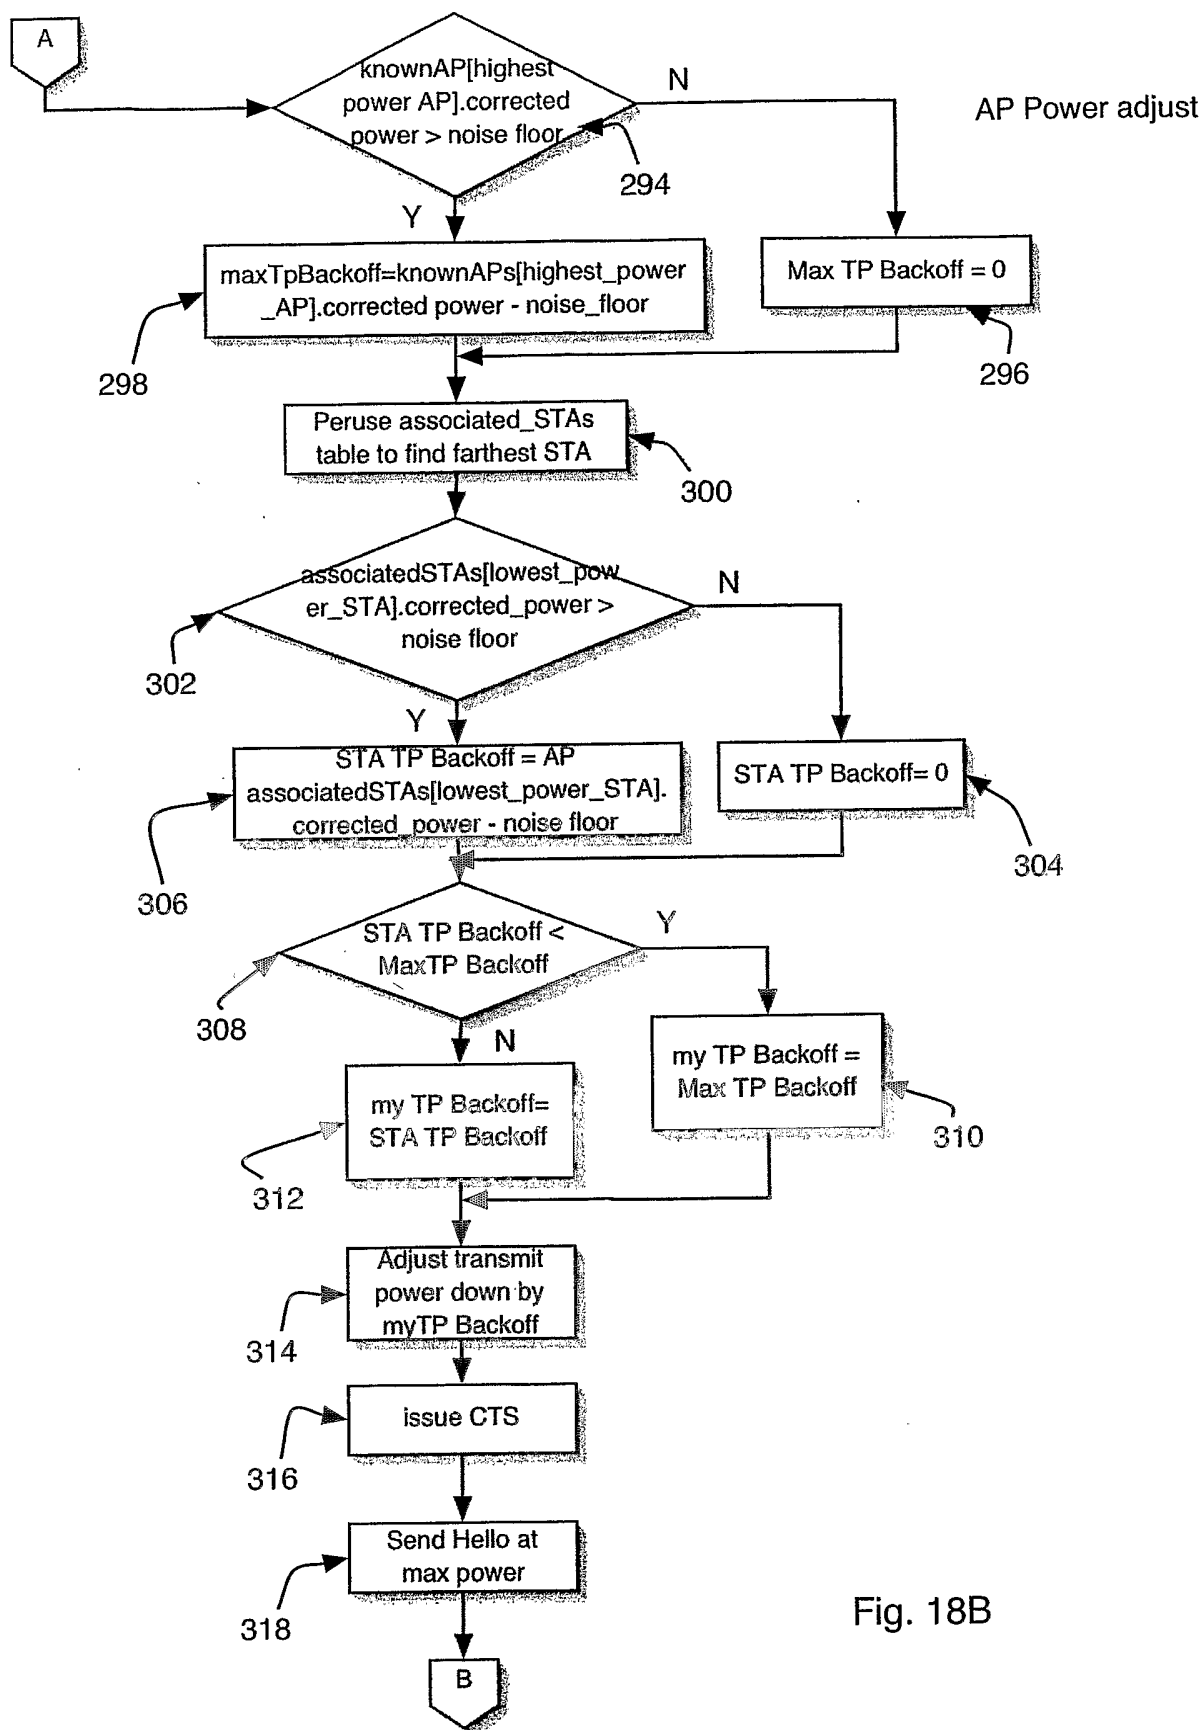 A
knownAP[highest
power AP].corrected
power > noise floor
N
AP Power adjust
294
Y
maxTpBackoff=knownAPs[highest_power
_AP].corrected power - noise_floor
Max TP Backoff = 0
298
296
Peruse associated_STAs
table to find farthest STA
300
associatedSTAs[lowest_pow
er_STA].corrected_power >
noise floor
N
302
Y
STA TP Backoff = AP
associatedSTAs[lowest_power_STA].
corrected_power - noise floor
STA TP Backoff= 0
306
304
STA TP Backoff <
MaxTP Backoff
Y
308
N
my TP Backoff =
Max TP Backoff
my TP Backoff=
STA TP Backoff
310
312
Adjust transmit
power down by
myTP Backoff
314
issue CTS
316
Send Hello at
max power
318
Fig. 18B
B